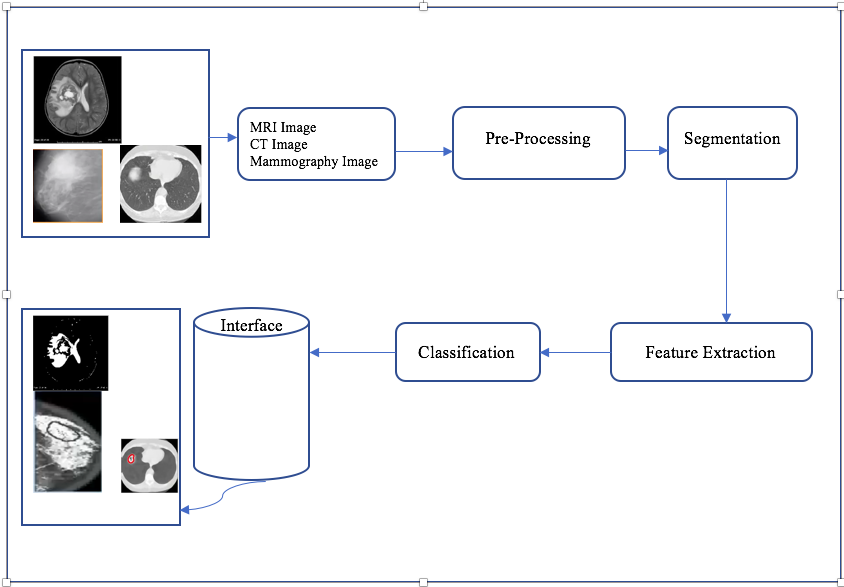 MRI Image
CT Image
Mammography Image
Pre-Processing
Segmentation
Interface
Classification
Feature Extraction